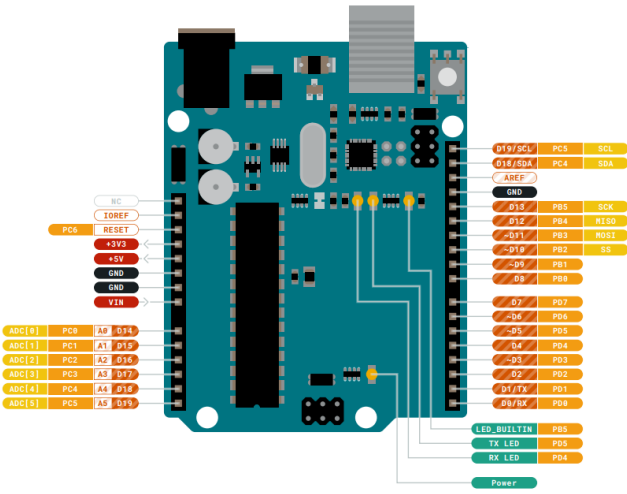 NC
IOREF
PC6 RESET
+3V3
+5V
GND
GND
VIN
ADC[0] PC0 A0 D14
ADC[1] PC1 A1 D15
ADC[2] PC2 A2 D16
ADC[3] PC3 A3 D17
ADC[4] PC4 A4 D18
ADC[5] PC5 A5 D19
D19/SCL PC5 SCL
D18/SDA PC4 SDA
AREF
GND
D13 PB5 SCK
D12 PB4 MISO
~D11 PB3 MOSI
~D10 PB2 SS
~D9 PB1
D8 PB0
D7 PD7
~D6 PD6
~D5 PD5
D4 PD4
~D3 PD3
D2 PD2
D1/TX PD1
D0/RX PD0
LED_BUILTIN PB5
TX LED PD5
RX LED PD4
Power